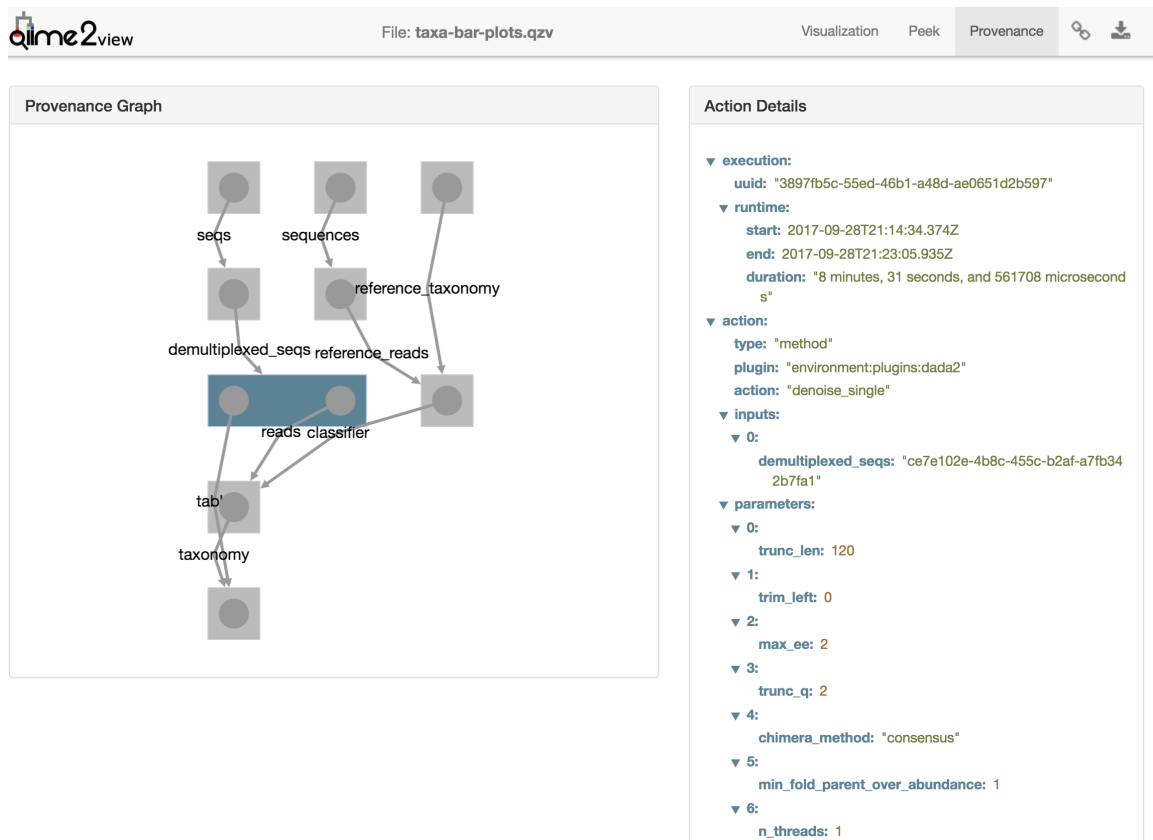 qiime2view
File: taxa-bar-plots.qzv
Visualization
Peek
Provenance
Provenance Graph
seqs
sequences
reference_taxonomy
demultiplexed_seqs
reference_reads
reads
classifier
tab'
taxonomy
Action Details
execution:
uuid: "3897fb5c-55ed-46b1-a48d-ae0651d2b597"
runtime:
start: 2017-09-28T21:14:34.374Z
end: 2017-09-28T21:23:05.935Z
duration: "8 minutes, 31 seconds, and 561708 microsecond
s"
action:
type: "method"
plugin: "environment:plugins:dada2"
action: "denoise_single"
inputs:
0:
demultiplexed_seqs: "ce7e102e-4b8c-455c-b2af-a7fb34
2b7fa1"
parameters:
0:
trunc_len: 120
1:
trim_left: 0
2:
max_ee: 2
3:
trunc_q: 2
4:
chimera_method: "consensus"
5:
min_fold_parent_over_abundance: 1
6:
n_threads: 1